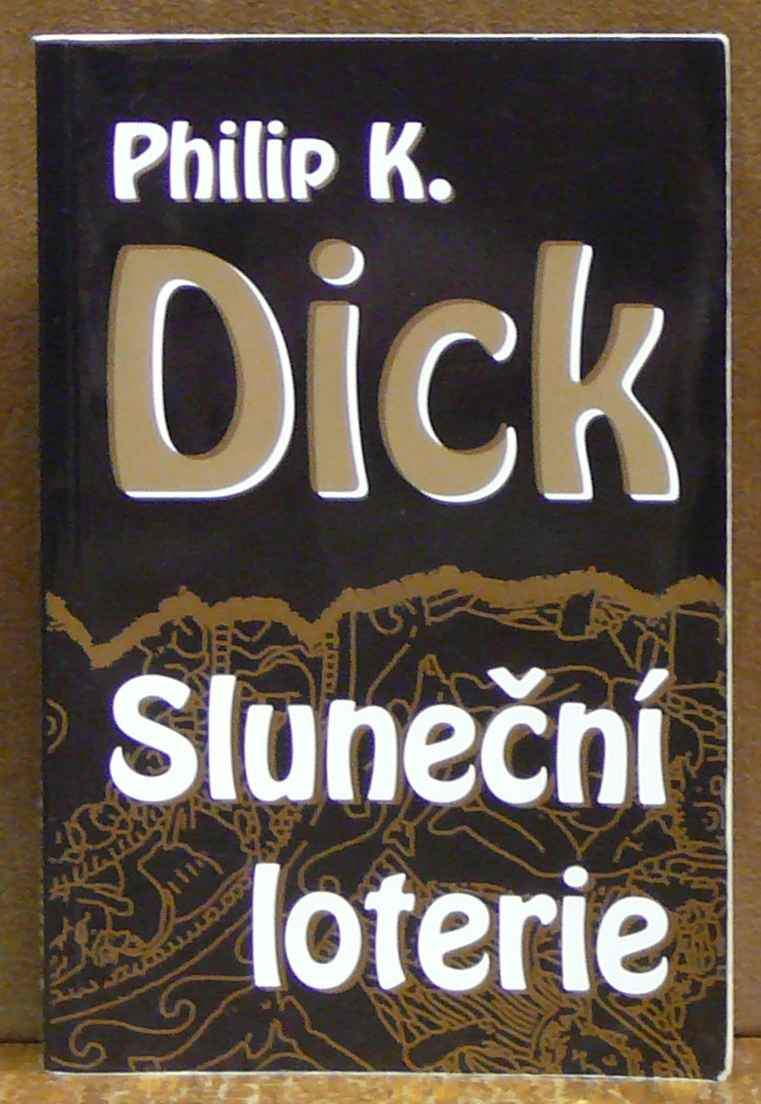 Philip K.
Dick
Sluneční
loterie